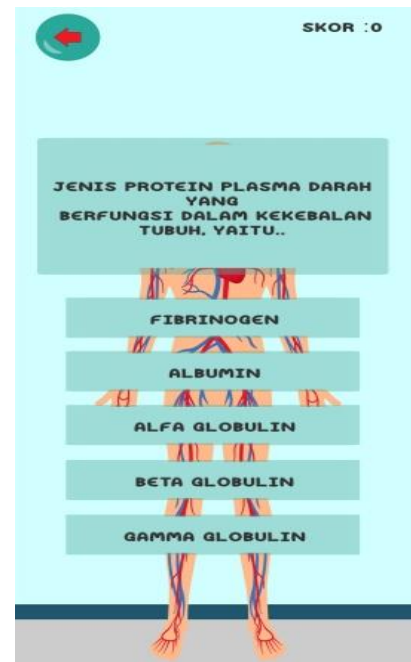 SKOR :0
JENIS PROTEIN PLASMA DARAH
YANG
BERFUNGSI DALAM KEKEBALAN
TUBUH, YAITU..
FIBRINOGEN
ALBUMIN
ALFA GLOBULIN
BETA GLOBULIN
GAMMA GLOBULIN